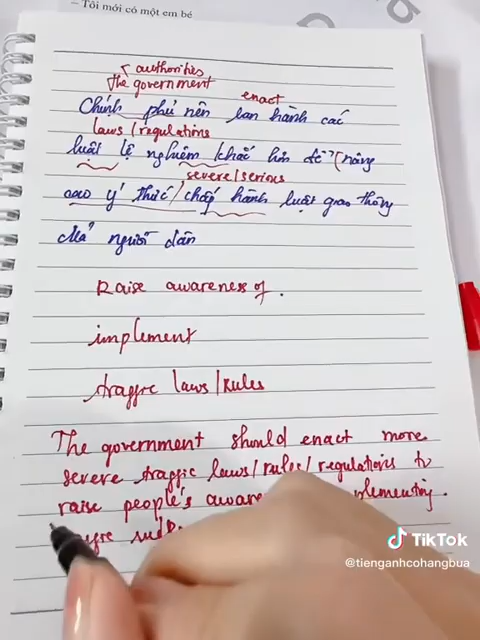 – Tôi mới có một em bé
authorities
The government
enact
Chính phủ nên ban hành các
laws / regulations
luật lệ nghiêm khắc hơn để (nâng
severe/serious
cao ý thức/chấp hành luật giao thông
của người dân
Raise awareness of.
implement
traffic laws/rules
The government should enact more
severe traffic laws/rules/regulations to
raise people's
TikTok
@tienganhcohangbua